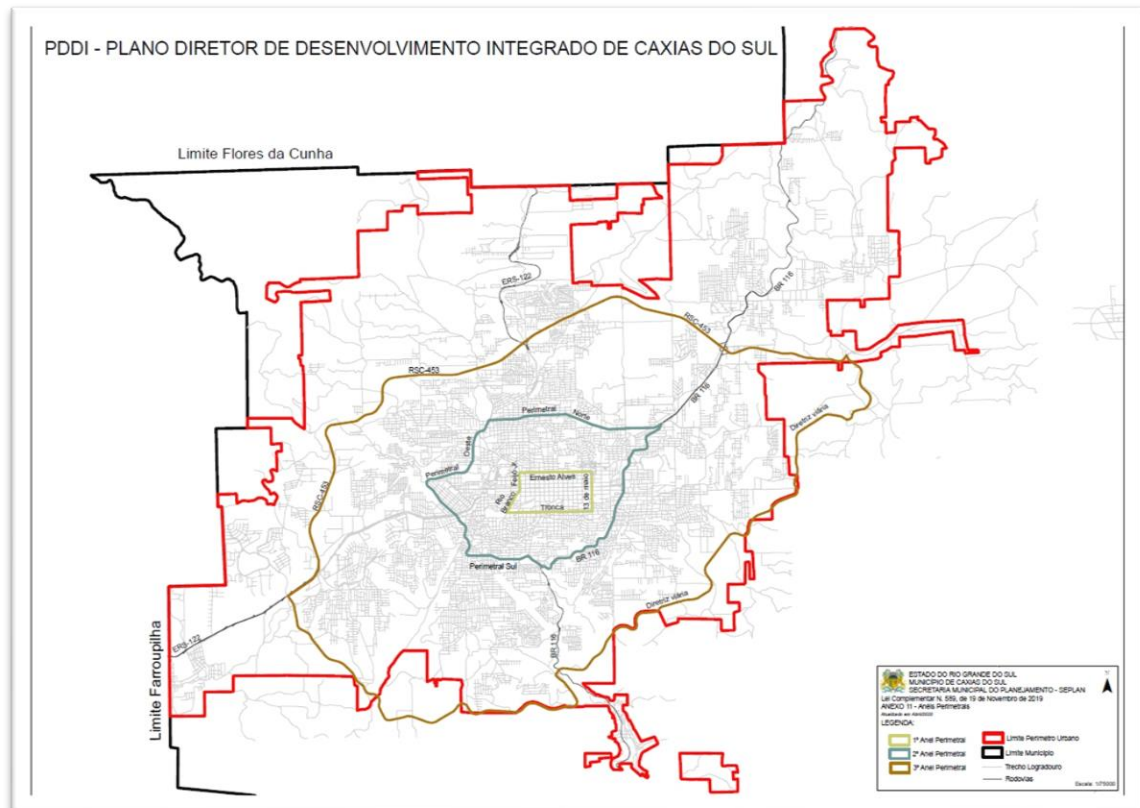 PDDI - PLANO DIRETOR DE DESENVOLVIMENTO INTEGRADO DE CAXIAS DO SUL
Limite Flores da Cunha
ERS-122
BR 116
RSC-453
RSC-453
BR 116
Perimetral
Norte
Oeste
Perimetral
Diretriz viária
Feijó Jr.
Ernesto Alves
Rio
Branco
13 de maio
Tronca
RSC-453
BR 116
Perimetral Sul
Diretriz viária
ERS-122
BR 116
Limite Farroupilha
ESTADO DO RIO GRANDE DO SUL
MUNICÍPIO DE CAXIAS DO SUL
SECRETARIA MUNICIPAL DO PLANEJAMENTO - SEPLAN
Lei Complementar N. 589, de 19 de Novembro de 2019
ANEXO 11 - Anéis Perimetrais
LEGENDA:
1º Anel Perimetral
2º Anel Perimetral
3º Anel Perimetral
Limite Perímetro Urbano
Limite Município
Trecho Logradouro
Rodovias